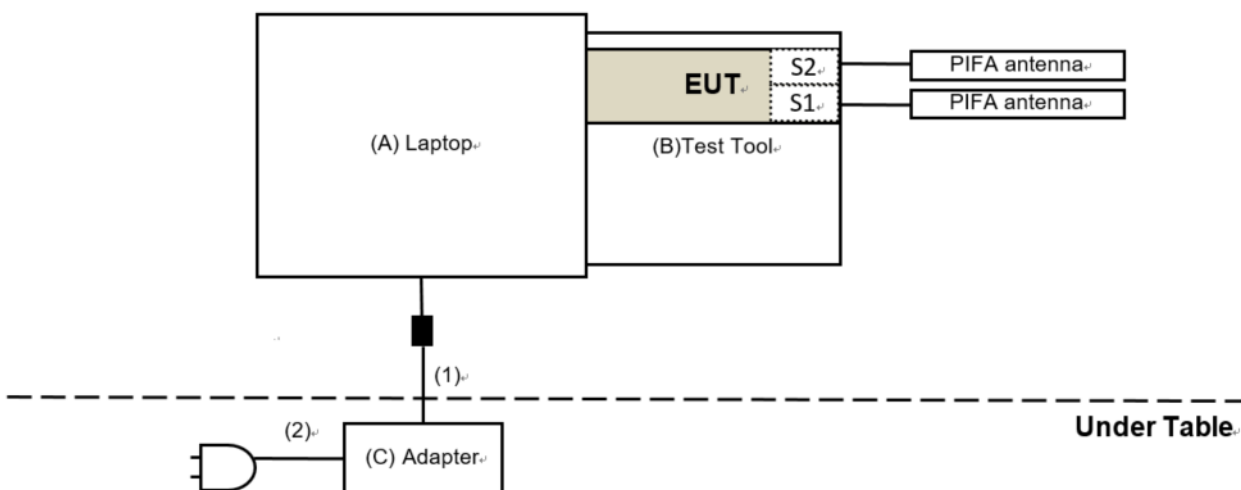 S2
PIFA antenna
EUT
S1
PIFA antenna
(A) Laptop
(B)Test Tool
(1)
Under Table
(2)
(C) Adapter